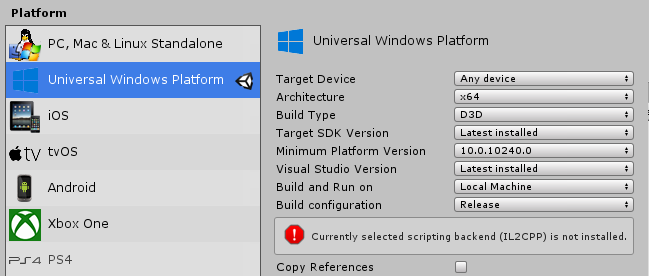 Platform
PC, Mac & Linux Standalone
Universal Windows Platform
iOS
tv
tvOS
Android
Xbox One
PS4
PS4
Universal Windows Platform
Target Device Any device
Architecture x64
Build Type D3D
Target SDK Version Latest installed
Minimum Platform Version 10.0.10240.0
Visual Studio Version Latest installed
Build and Run on Local Machine
Build configuration Release
Currently selected scripting backend (IL2CPP) is not installed.
Copy References